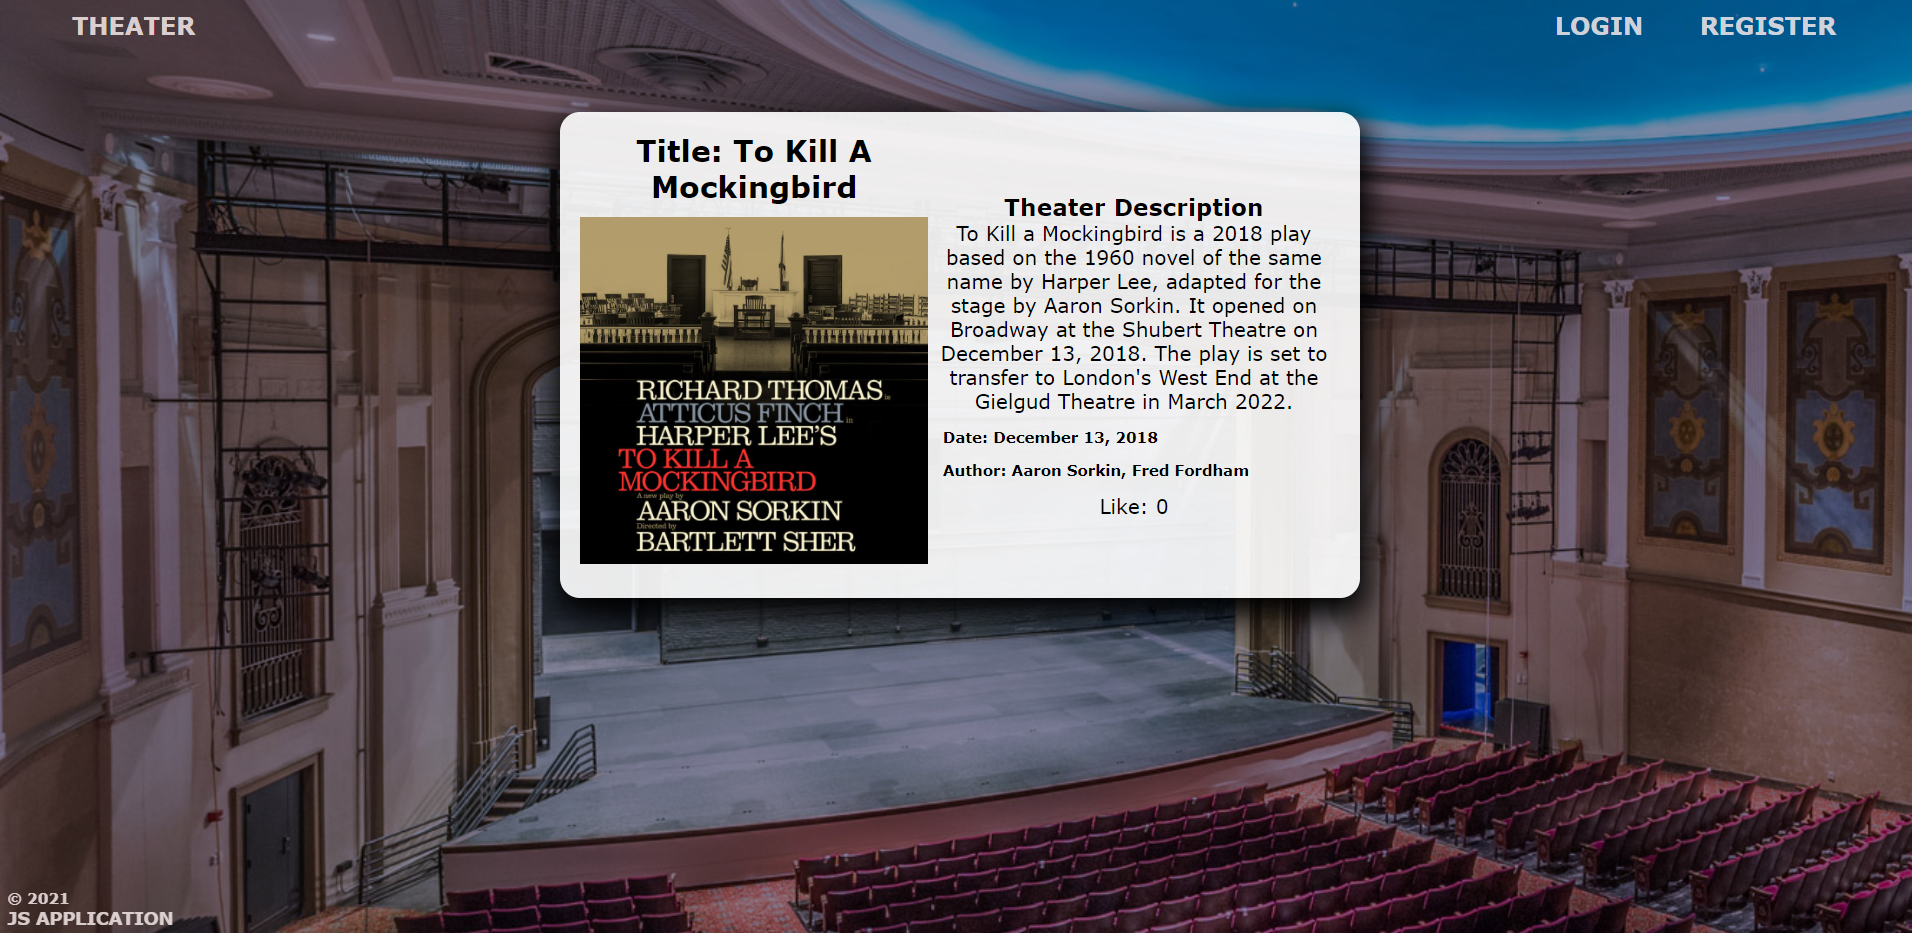 THEATER
LOGIN
REGISTER
Title: To Kill A
Mockingbird
RICHARD THOMAS is
ATTICUS FINCH in
HARPER LEE'S
TO KILL A
MOCKINGBIRD
A new play by
AARON SORKIN
Directed by
BARTLETT SHER
Theater Description
To Kill a Mockingbird is a 2018 play
based on the 1960 novel of the same
name by Harper Lee, adapted for the
stage by Aaron Sorkin. It opened on
Broadway at the Shubert Theatre on
December 13, 2018. The play is set to
transfer to London's West End at the
Gielgud Theatre in March 2022.
Date: December 13, 2018
Author: Aaron Sorkin, Fred Fordham
Like: 0
© 2021
JS APPLICATION